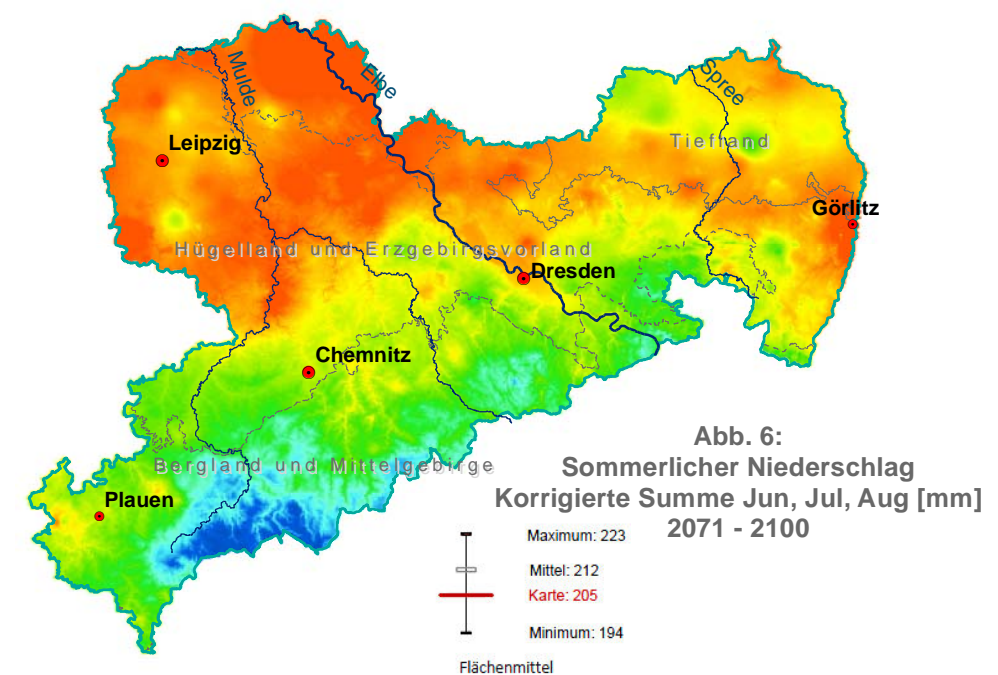 Mulde
Elbe
Spree
Leipzig
Tiefland
Görlitz
Hügelland und Erzgebirgsvorland
Dresden
Chemnitz
Bergland und Mittelgebirge
Plauen
Abb. 6:
Sommerlicher Niederschlag
Korrigierte Summe Jun, Jul, Aug [mm]
2071 - 2100
Maximum: 223
Mittel: 212
Karte: 205
Minimum: 194
Flächenmittel